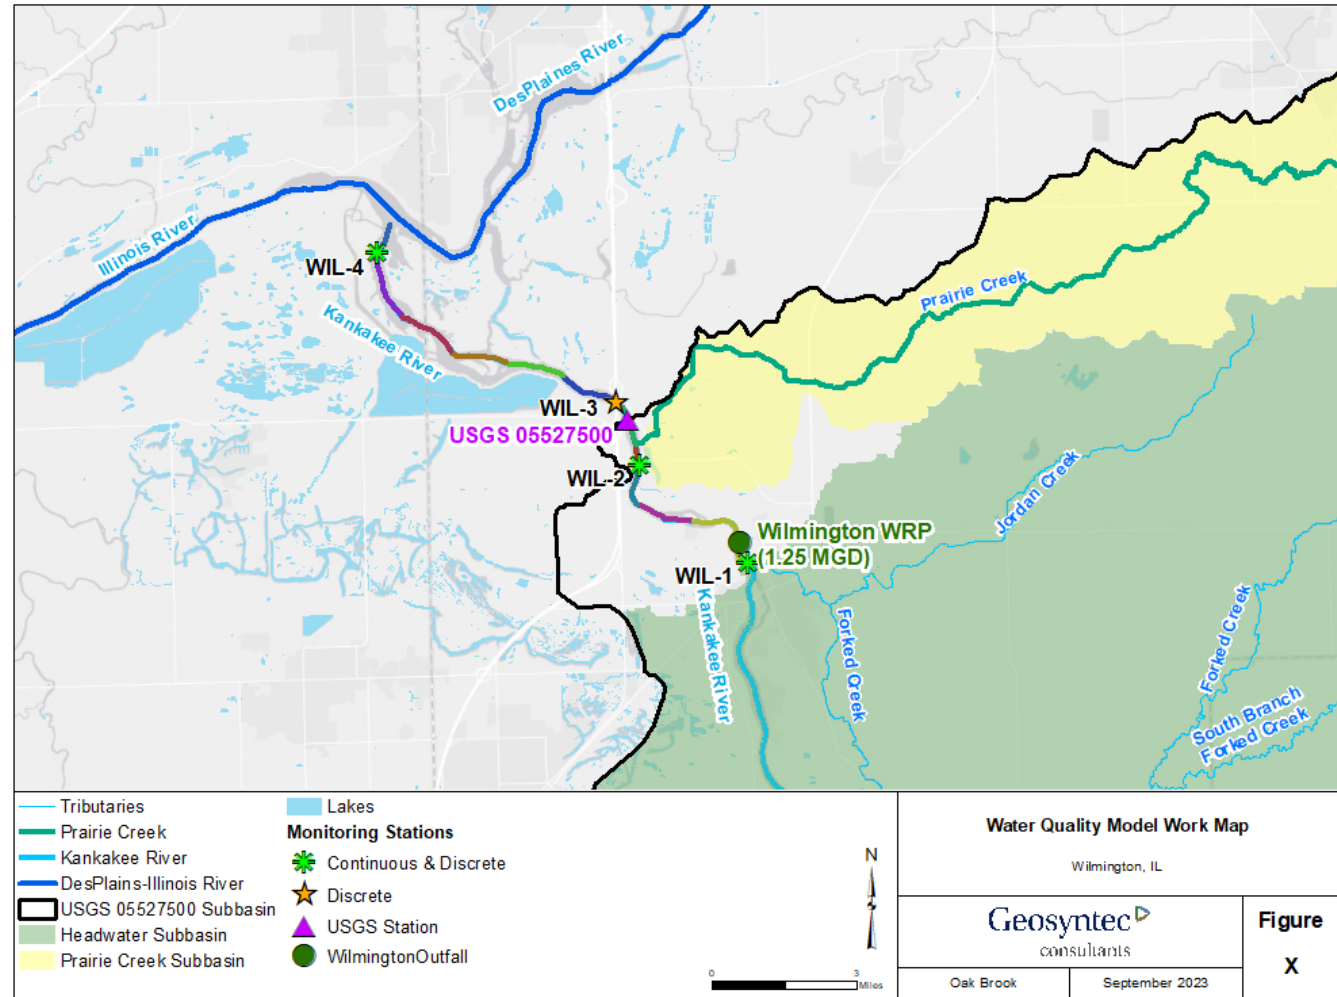 DesPlaines River
Illinois River
WIL-4
Prairie Creek
Kankakee River
WIL-3
USGS 05527500
WIL-2
Jordan Creek
Wilmington WRP
(1.25 MGD)
WIL-1
Kankakee River
Forked Creek
Forked Creek
South Branch
Forked Creek
Tributaries
Prairie Creek
Kankakee River
DesPlains-Illinois River
USGS 05527500 Subbasin
Headwater Subbasin
Prairie Creek Subbasin
Lakes
Monitoring Stations
Continuous & Discrete
Discrete
USGS Station
WilmingtonOutfall
N
0 3
Miles
Water Quality Model Work Map
Wilmington, IL
Geosyntec
consultants
Oak Brook
September 2023
Figure
X